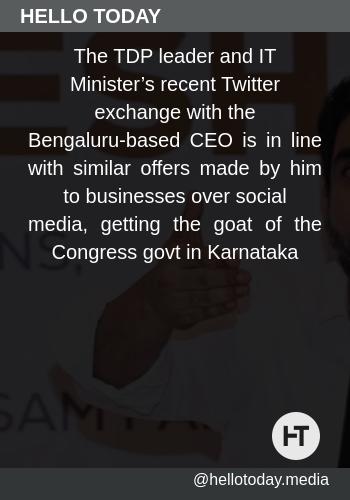 HELLO TODAY
The TDP leader and IT
Minister’s recent Twitter
exchange with the
Bengaluru-based CEO is in line
with similar offers made by him
to businesses over social
media, getting the goat of the
Congress govt in Karnataka
HT
@hellotoday.media